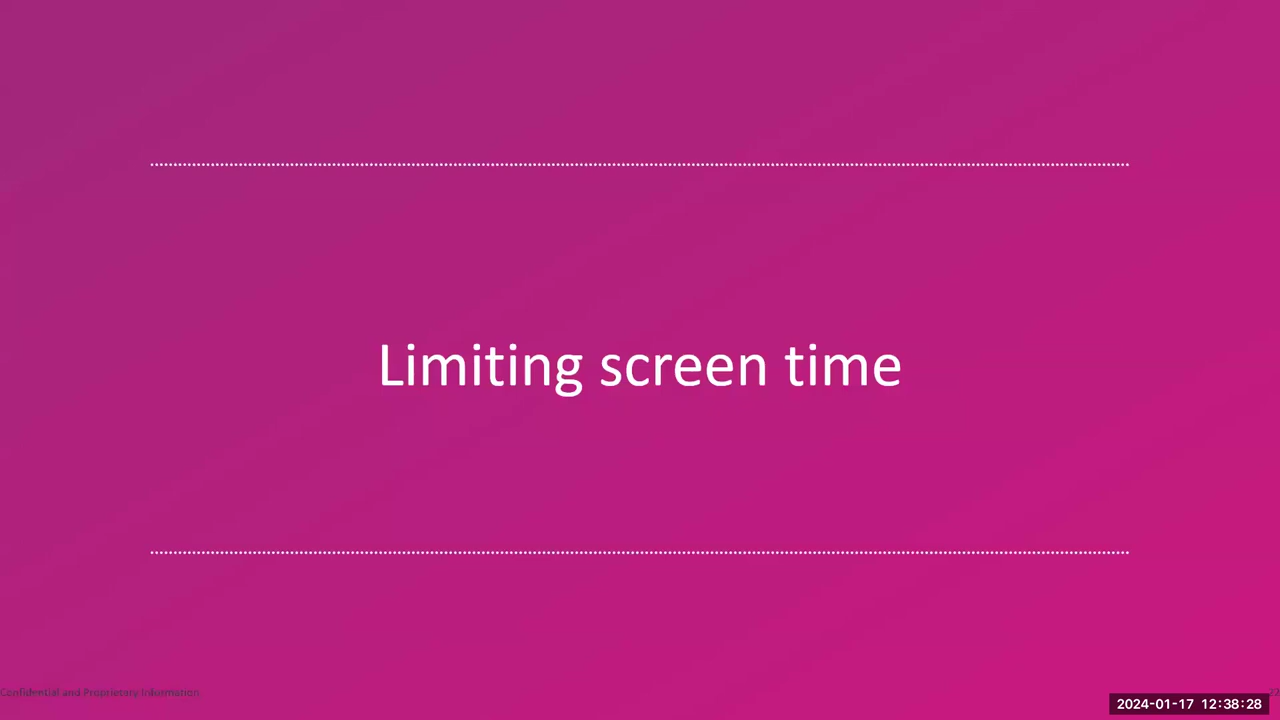 Limiting screen time
Confidential and Proprietary Information
2024-01-17 12:38:28